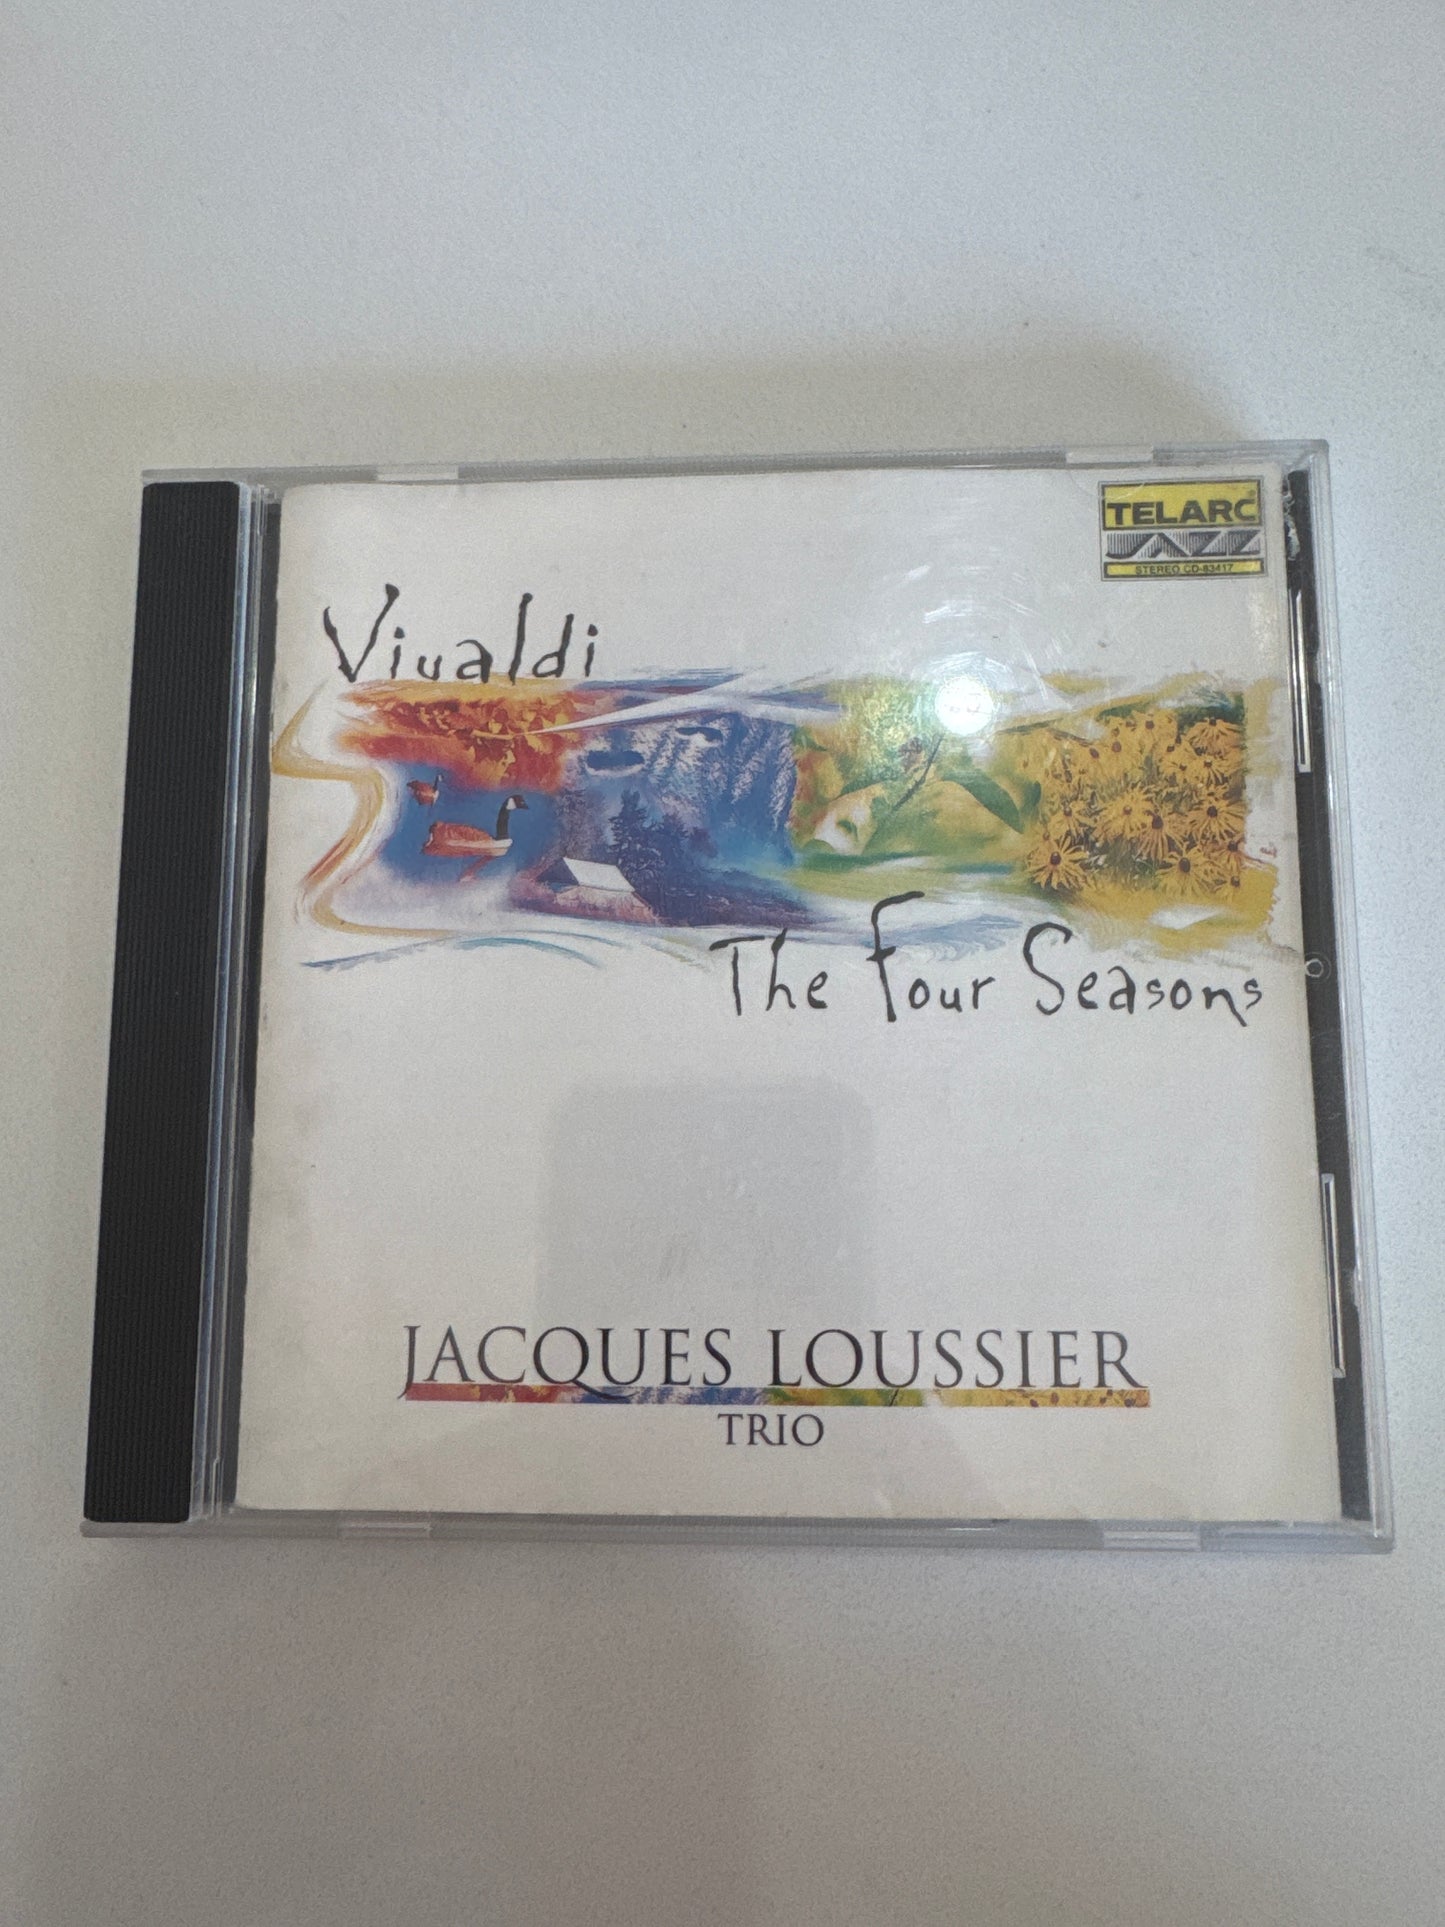 TELARC
JAZZ
STEREO CD-83417
Vivaldi
The Four Seasons
JACQUES LOUSSIER
TRIO